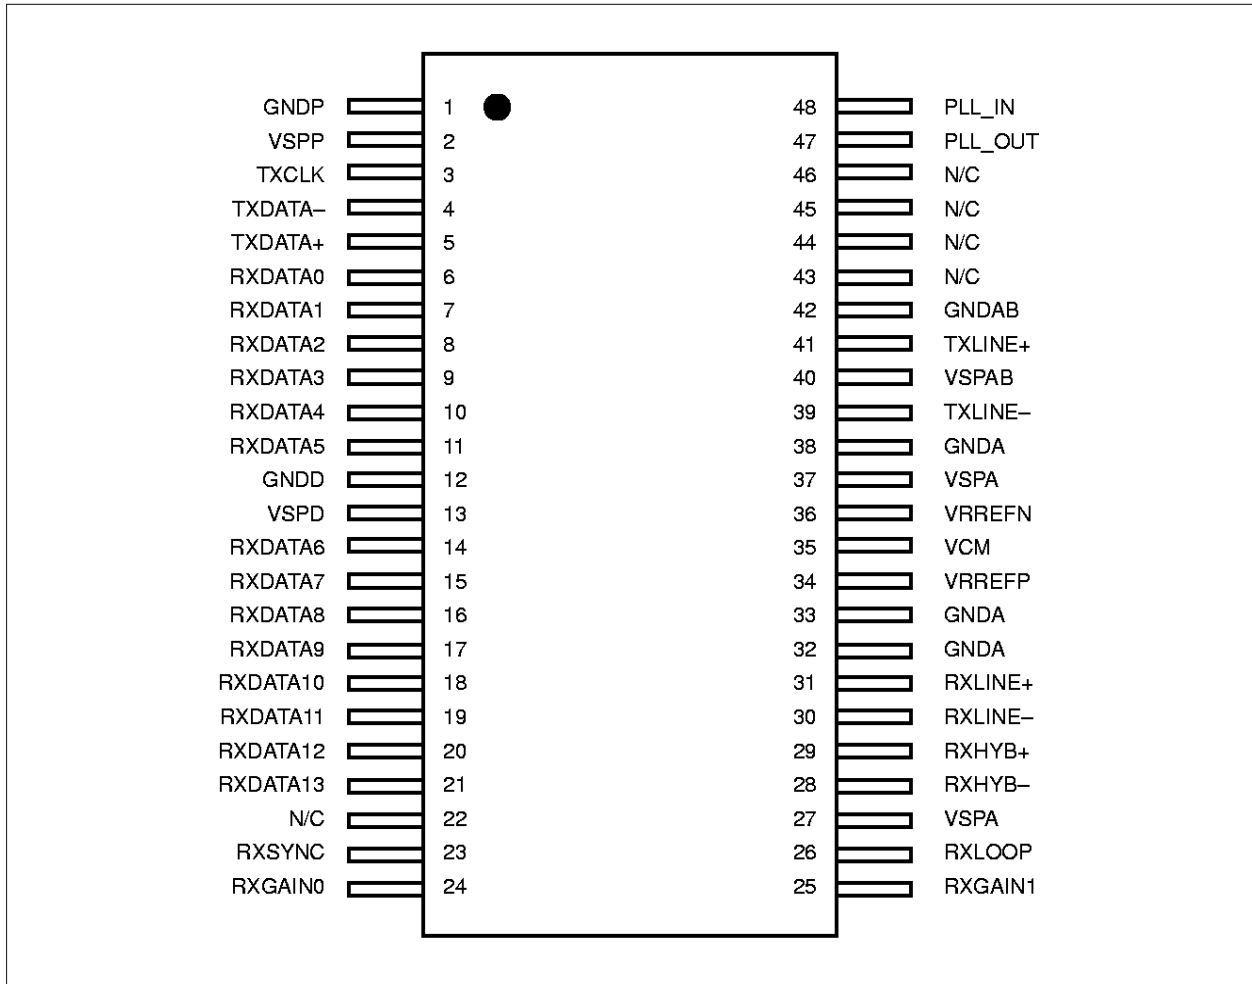 GNDP 1 48 PLL_IN
VSPP 2 47 PLL_OUT
TXCLK 3 46 N/C
TXDATA– 4 45 N/C
TXDATA+ 5 44 N/C
RXDATA0 6 43 N/C
RXDATA1 7 42 GNDAB
RXDATA2 8 41 TXLINE+
RXDATA3 9 40 VSPAB
RXDATA4 10 39 TXLINE–
RXDATA5 11 38 GNDA
GNDD 12 37 VSPA
VSPD 13 36 VRREFN
RXDATA6 14 35 VCM
RXDATA7 15 34 VRREFP
RXDATA8 16 33 GNDA
RXDATA9 17 32 GNDA
RXDATA10 18 31 RXLINE+
RXDATA11 19 30 RXLINE–
RXDATA12 20 29 RXHYB+
RXDATA13 21 28 RXHYB–
N/C 22 27 VSPA
RXSYNC 23 26 RXLOOP
RXGAIN0 24 25 RXGAIN1